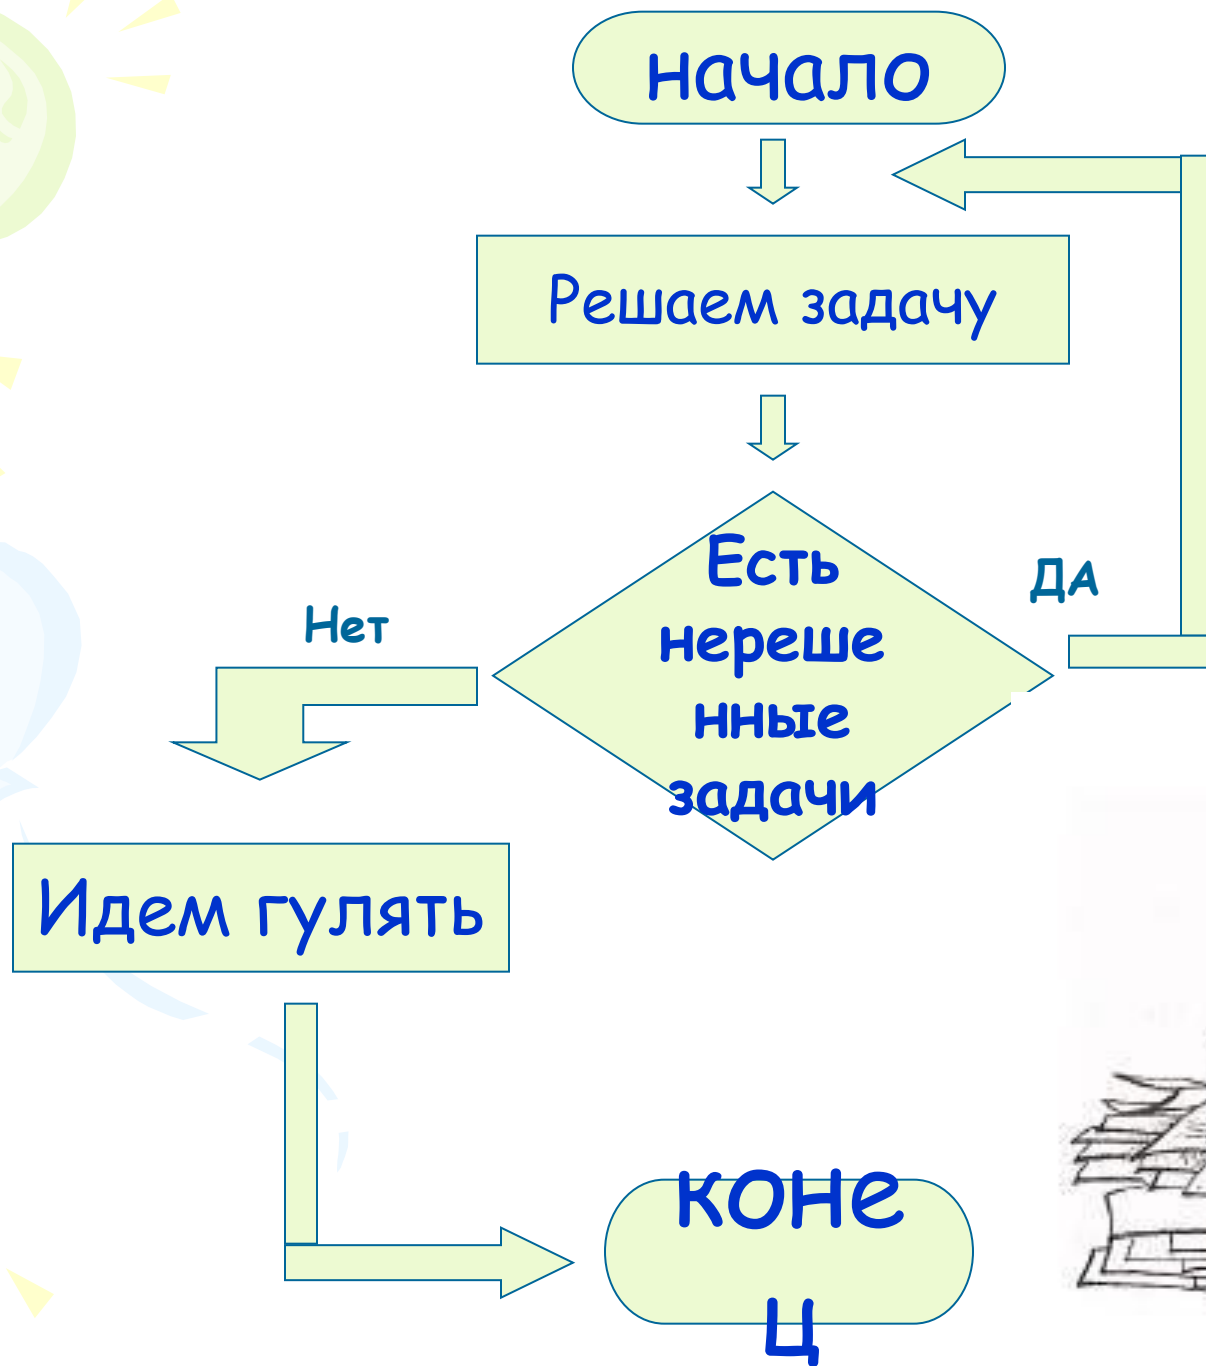 начало
Решаем задачу
Есть
нереше
нные
задачи
ДА
Нет
Идем гулять
коне
ц